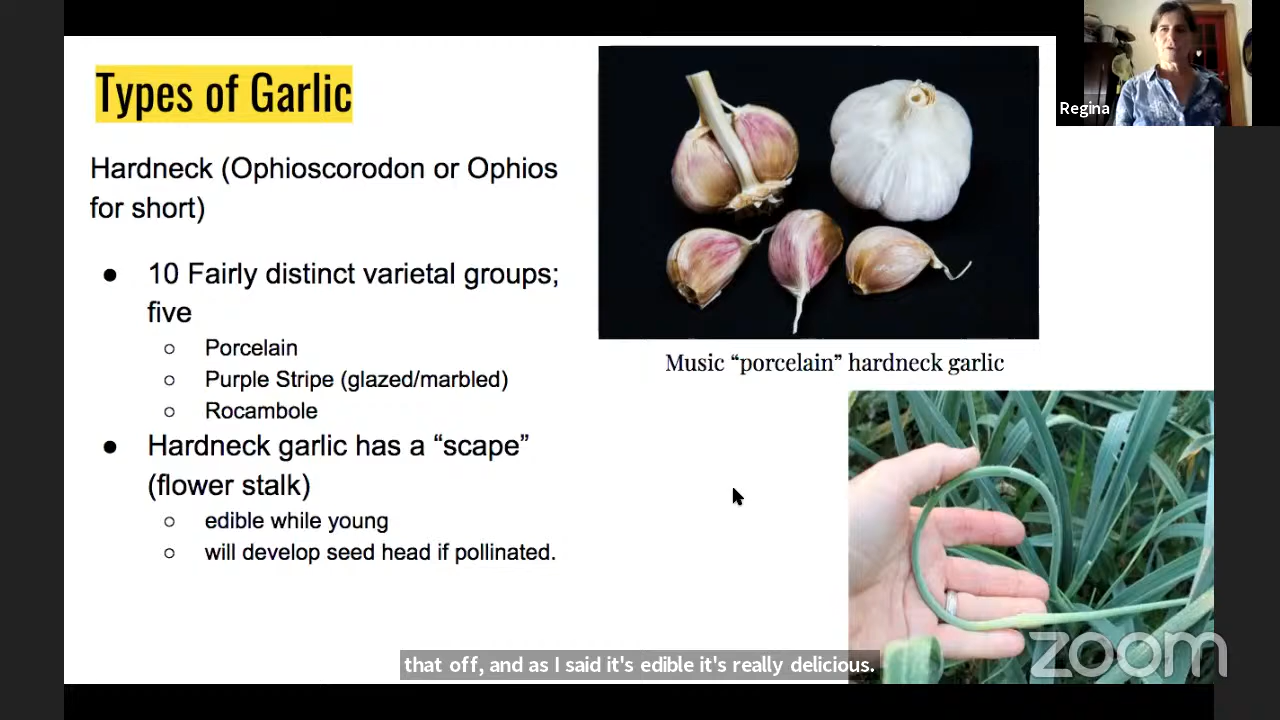 Types of Garlic
Hardneck (Ophioscorodon or Ophios
for short)
● 10 Fairly distinct varietal groups;
five
○ Porcelain
○ Purple Stripe (glazed/marbled)
○ Rocambole
● Hardneck garlic has a “scape”
(flower stalk)
○ edible while young
○ will develop seed head if pollinated.
Music “porcelain” hardneck garlic
Regina
that off, and as I said it's edible it's really delicious.
zoom